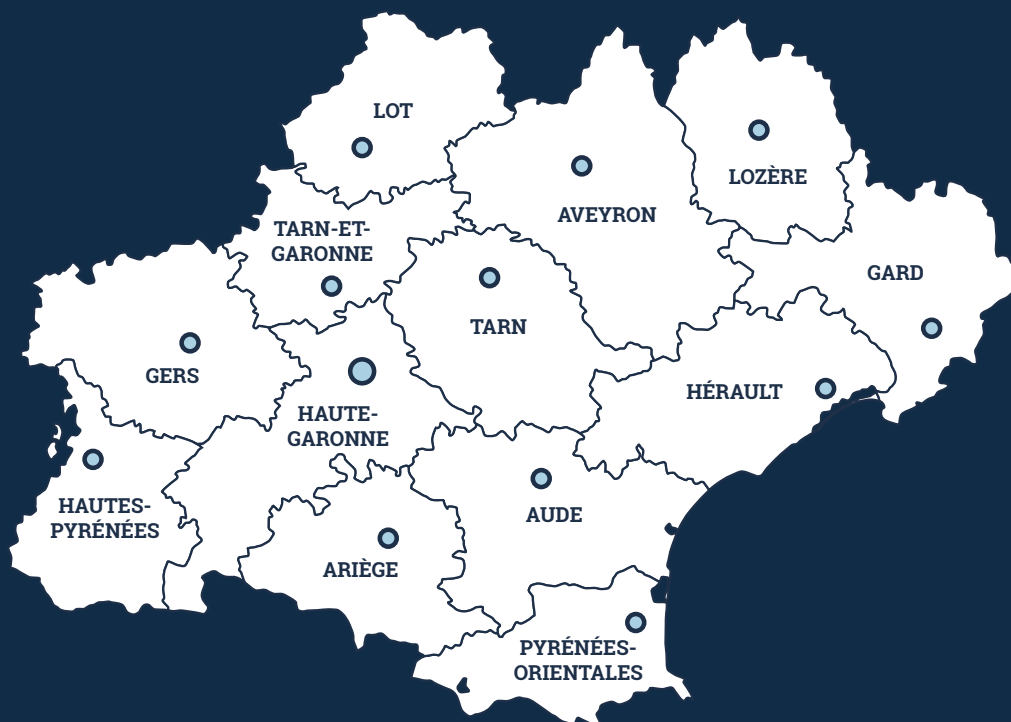 LOT
LOZÈRE
AVEYRON
TARN-ET-
GARONNE
GARD
TARN
GERS
HÉRAULT
HAUTE-
GARONNE
HAUTES-
PYRÉNÉES
AUDE
ARIÈGE
PYRÉNÉES-
ORIENTALES